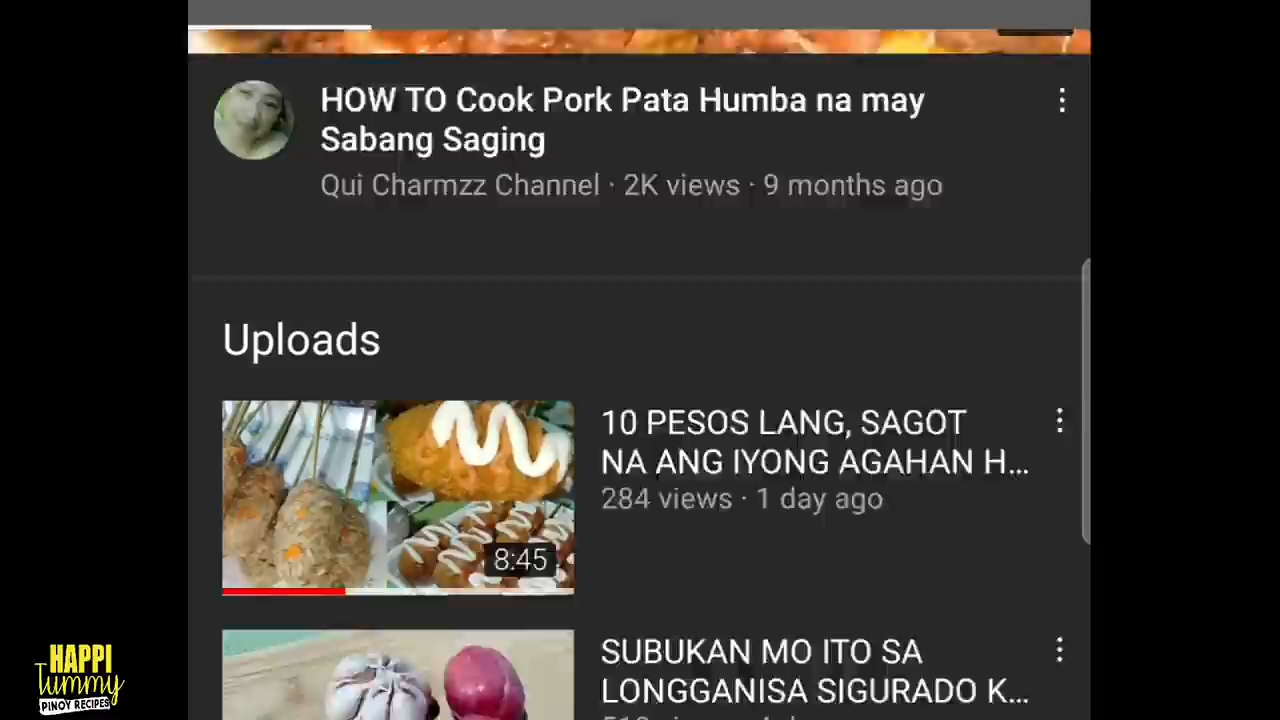 HOW TO Cook Pork Pata Humba na may
Sabang Saging
Qui Charmzz Channel · 2K views · 9 months ago
Uploads
10 PESOS LANG, SAGOT
NA ANG IYONG AGAHAN H...
284 views · 1 day ago
8:45
SUBUKAN MO ITO SA
LONGGANISA SIGURADO K...
HAPPI
Tummy
PINOY RECIPES